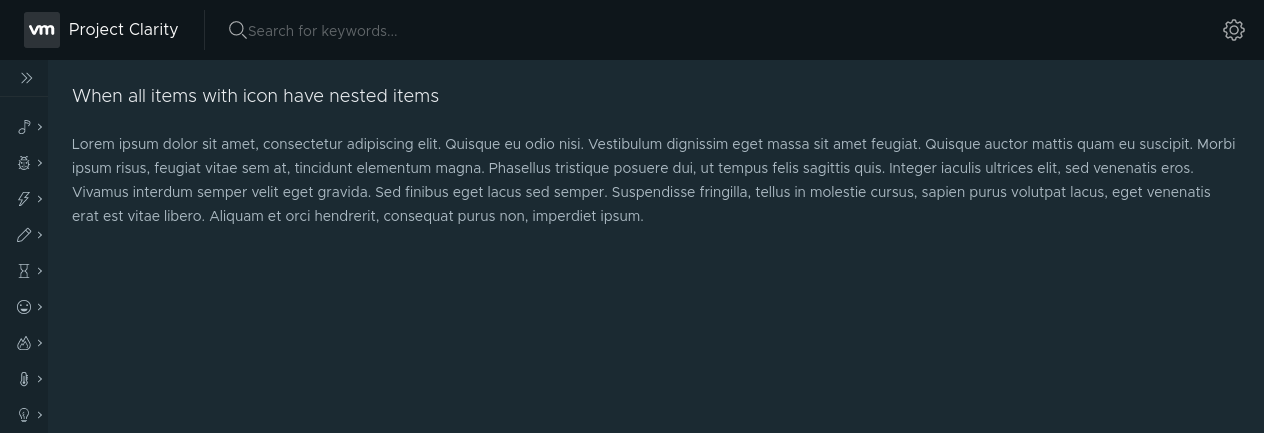 vm Project Clarity Search for keywords...
When all items with icon have nested items
Lorem ipsum dolor sit amet, consectetur adipiscing elit. Quisque eu odio nisi. Vestibulum dignissim eget massa sit amet feugiat. Quisque auctor mattis quam eu suscipit. Morbi
ipsum risus, feugiat vitae sem at, tincidunt elementum magna. Phasellus tristique posuere dui, ut tempus felis sagittis quis. Integer iaculis ultrices elit, sed venenatis eros.
Vivamus interdum semper velit eget gravida. Sed finibus eget lacus sed semper. Suspendisse fringilla, tellus in molestie cursus, sapien purus volutpat lacus, eget venenatis
erat est vitae libero. Aliquam et orci hendrerit, consequat purus non, imperdiet ipsum.